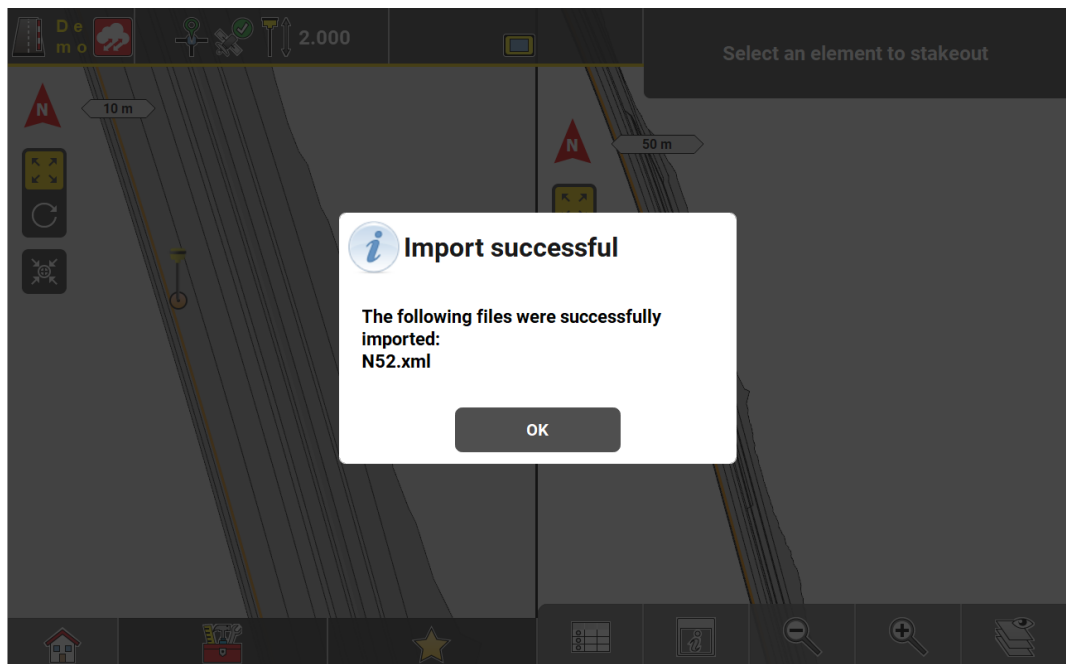 De
mo
2.000
Select an element to stakeout
N
10 m
N
50 m
Import successful
The following files were successfully
imported:
N52.xml
OK